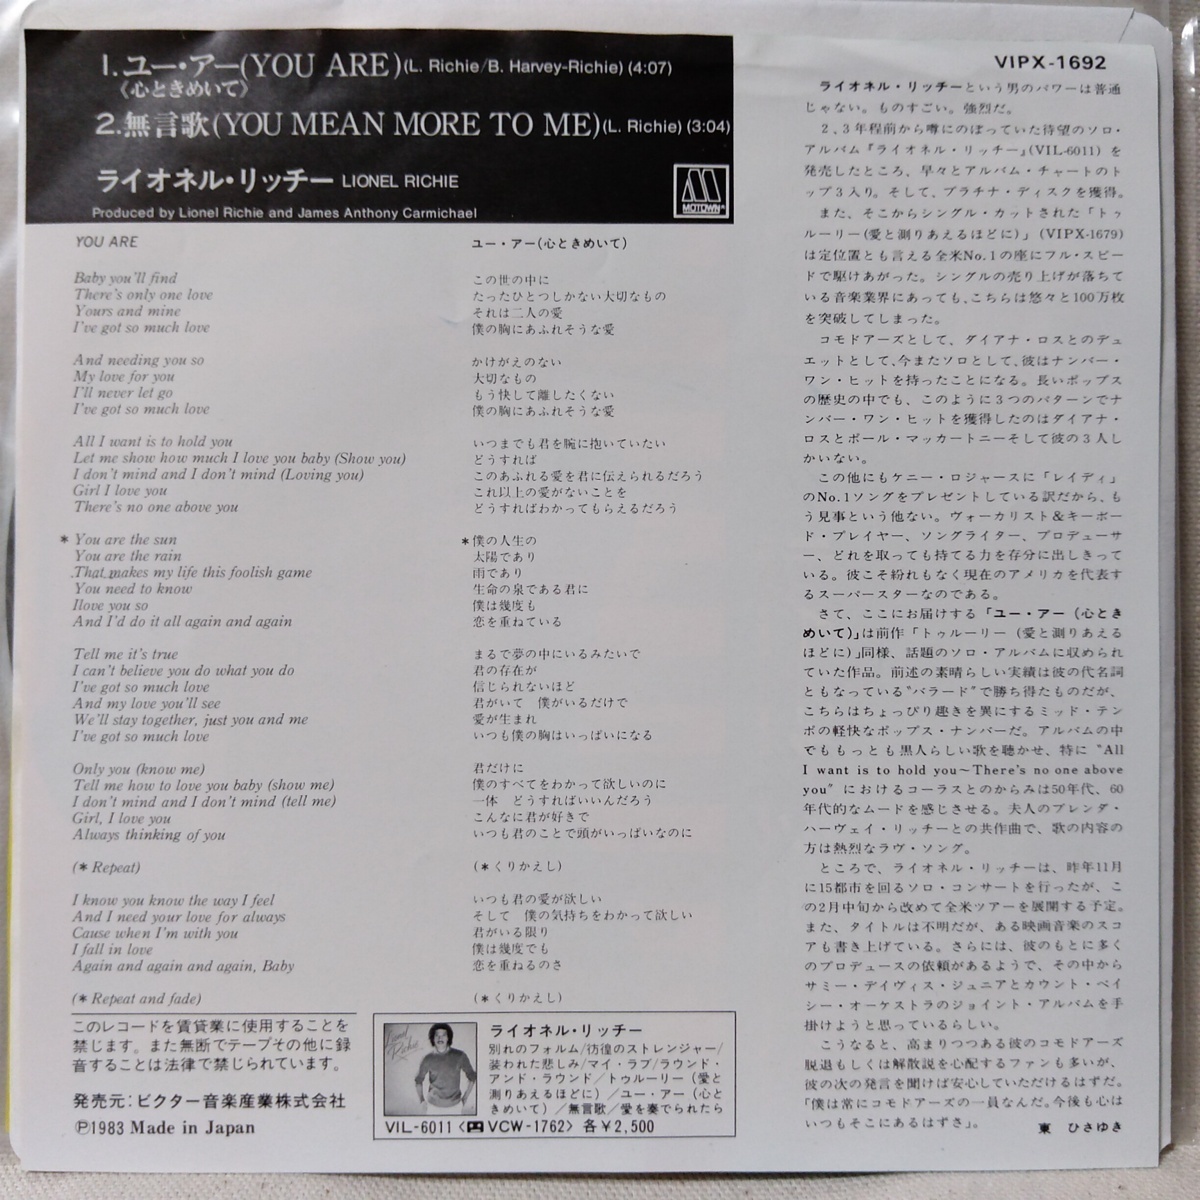 1.ユー・アー(YOU ARE)(L. Richie/B. Harvey-Richie) (4:07)
《心ときめいて》
2.無言歌(YOU MEAN MORE TO ME)(L. Richie) (3:04)
ライオネル・リッチー LIONEL RICHIE
MOTOWN
Produced by Lionel Richie and James Anthony Carmichael
YOU ARE
Baby you'll find
There's only one love
Yours and mine
I've got so much love
And needing you so
My love for you
I'll never let go
I've got so much love
All I want is to hold you
Let me show how much I love you baby (Show you)
I don't mind and I don't mind (Loving you)
Girl I love you
There's no one above you
* You are the sun
You are the rain
That makes my life this foolish game
You need to know
Ilove you so
And I'd do it all again and again
Tell me it's true
I can't believe you do what you do
I've got so much love
And my love you'll see
We'll stay together, just you and me
I've got so much love
Only you (know me)
Tell me how to love you baby (show me)
I don't mind and I don't mind (tell me)
Girl, I love you
Always thinking of you
(* Repeat)
I know you know the way I feel
And I need your love for always
Cause when I'm with you
I fall in love
Again and again and again, Baby
(* Repeat and fade)
ユー・アー(心ときめいて)
この世の中に
たったひとつしかない大切なもの
それは二人の愛
僕の胸にあふれそうな愛
かけがえのない
大切なもの
もう快して離したくない
僕の胸にあふれそうな愛
いつまでも君を腕に抱いていたい
どうすれば
このあふれる愛を君に伝えられるだろう
これ以上の愛がないことを
どうすればわかってもらえるだろう
*僕の人生の
太陽であり
雨であり
生命の泉である君に
僕は幾度も
恋を重ねている
まるで夢の中にいるみたいで
君の存在が
信じられないほど
君がいて 僕がいるだけで
愛が生まれ
いつも僕の胸はいっぱいになる
君だけに
僕のすべてをわかって欲しいのに
一体 どうすればいいんだろう
こんなに君が好きで
いつも君のことで頭がいっぱいなのに
(*くりかえし)
いつも君の愛が欲しい
そして 僕の気持ちをわかって欲しい
君がいる限り
僕は幾度でも
恋を重ねるのさ
(*くりかえし)
このレコードを賃貸業に使用することを
禁じます。また無断でテープその他に録
音することは法律で禁じられています。
発売元:ビクター音楽産業株式会社
Ⓟ1983 Made in Japan
Lionel Richie
ライオネル・リッチー
別れのフォルム/彷徨のストレンジャー/
装われた悲しみ/マイ・ラブ/ラウンド・
アンド・ラウンド/トゥルーリー(愛と
測りあえるほどに)/ユー・アー(心と
きめいて)/無言歌/愛を奏でられたら
VIL-6011〈VCW-1762〉各¥2,500
VIPX-1692
ライオネル・リッチーという男のパワーは普通
じゃない。ものすごい。強烈だ。
2、3年程前から噂にのぼっていた待望のソロ・
アルバム『ライオネル・リッチー』(VIL-6011)を
発売したところ、早々とアルバム・チャートのト
ップ3入り。そして、プラチナ・ディスクを獲得。
また、そこからシングル・カットされた「トゥ
ルーリー(愛と測りあえるほどに)」(VIPX-1679)
は定位置とも言える全米No.1の座にフル・スピー
ドで駆けあがった。シングルの売り上げが落ちて
いる音楽業界にあっても、こちらは悠々と100万枚
を突破してしまった。
コモドアーズとして、ダイアナ・ロスとのデュ
エットとして、今またソロとして、彼はナンバー・
ワン・ヒットを持ったことになる。長いポップス
の歴史の中でも、このように3つのパターンでナ
ンバー・ワン・ヒットを獲得したのはダイアナ・
ロスとポール・マッカートニーそして彼の3人し
かいない。
この他にもケニー・ロジャースに「レイディ」
のNo.1ソングをプレゼントしている訳だから、も
う見事という他ない。ヴォーカリスト&キーボー
ド・プレイヤー、ソングライター、プロデューサ
ー、どれを取っても持てる力を存分に出しきって
いる。彼こそ紛れもなく現在のアメリカを代表す
るスーパースターなのである。
さて、ここにお届けする「ユー・アー(心とき
めいて)」は前作「トゥルーリー(愛と測りあえる
ほどに)」同様、話題のソロ・アルバムに収められ
ていた作品。前述の素晴らしい実績は彼の代名詞
ともなっている“バラード”で勝ち得たものだが、
こちらはちょっぴり趣きを異にするミッド・テン
ポの軽快なポップス・ナンバーだ。アルバムの中
でももっとも黒人らしい歌を聴かせ、特に“All
I want is to hold you〜There's no one above
you”におけるコーラスとのからみは50年代、60
年代的なムードを感じさせる。夫人のブレンダ・
ハーヴェイ・リッチーとの共作曲で、歌の内容の
方は熱烈なラヴ・ソング。
ところで、ライオネル・リッチーは、昨年11月
に15都市を回るソロ・コンサートを行ったが、こ
の2月中旬から改めて全米ツアーを展開する予定。
また、タイトルは不明だが、ある映画音楽のスコ
アも書き上げている。さらには、彼のもとに多く
のプロデュースの依頼があるようで、その中から
サミー・デイヴィス・ジュニアとカウント・ベイ
シー・オーケストラのジョイント・アルバムを手
掛けようと思っているらしい。
こうなると、高まりつつある彼のコモドアーズ
脱退もしくは解散説を心配するファンも多いが、
彼の次の発言を聞けば安心していただけるはずだ。
「僕は常にコモドアーズの一員なんだ。今後も心は
いつもそこにあるはずさ」。 東 ひさゆき